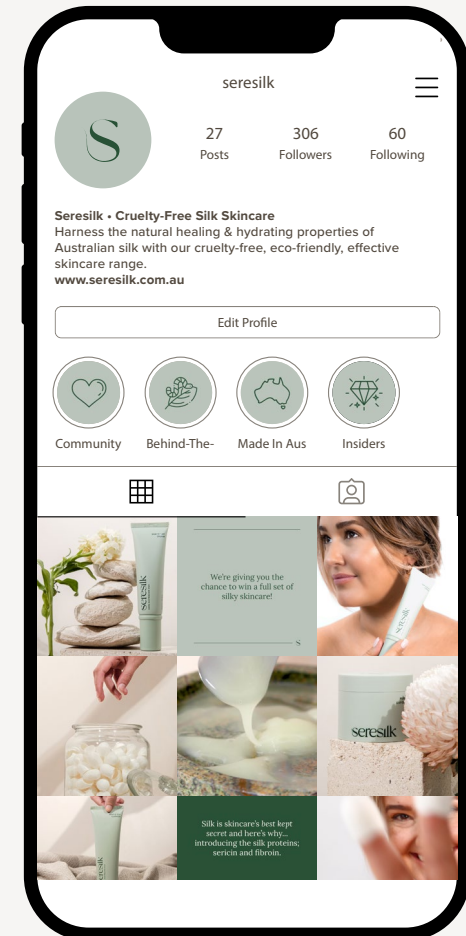 seresilk
S
27
306
60
Posts
Followers
Following
Seresilk • Cruelty-Free Silk Skincare
Harness the natural healing & hydrating properties of
Australian silk with our cruelty-free, eco-friendly, effective
skincare range.
www.seresilk.com.au
Edit Profile
Community
Behind-The-
Made In Aus
Insiders
seresilk
We're giving you the
chance to win a full set of
silky skincare!
S
seresilk
seresilk
Silk is skincare's best kept
secret and here's why...
introducing the silk proteins;
sericin and fibroin.